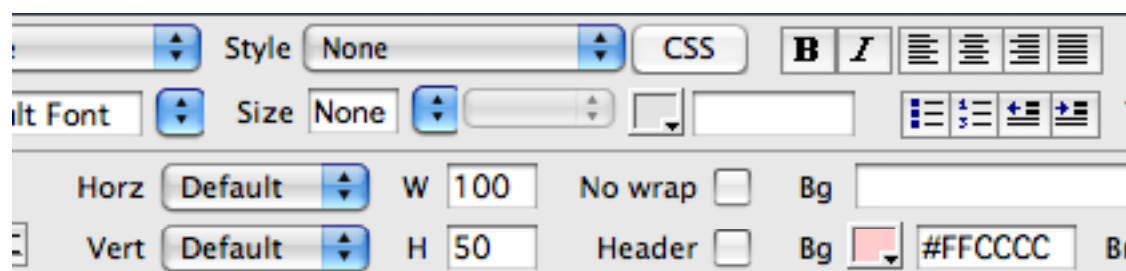 Style None CSS B I
lt Font Size None
Horz Default W 100 No wrap Bg
Vert Default H 50 Header Bg #FFCCCC B